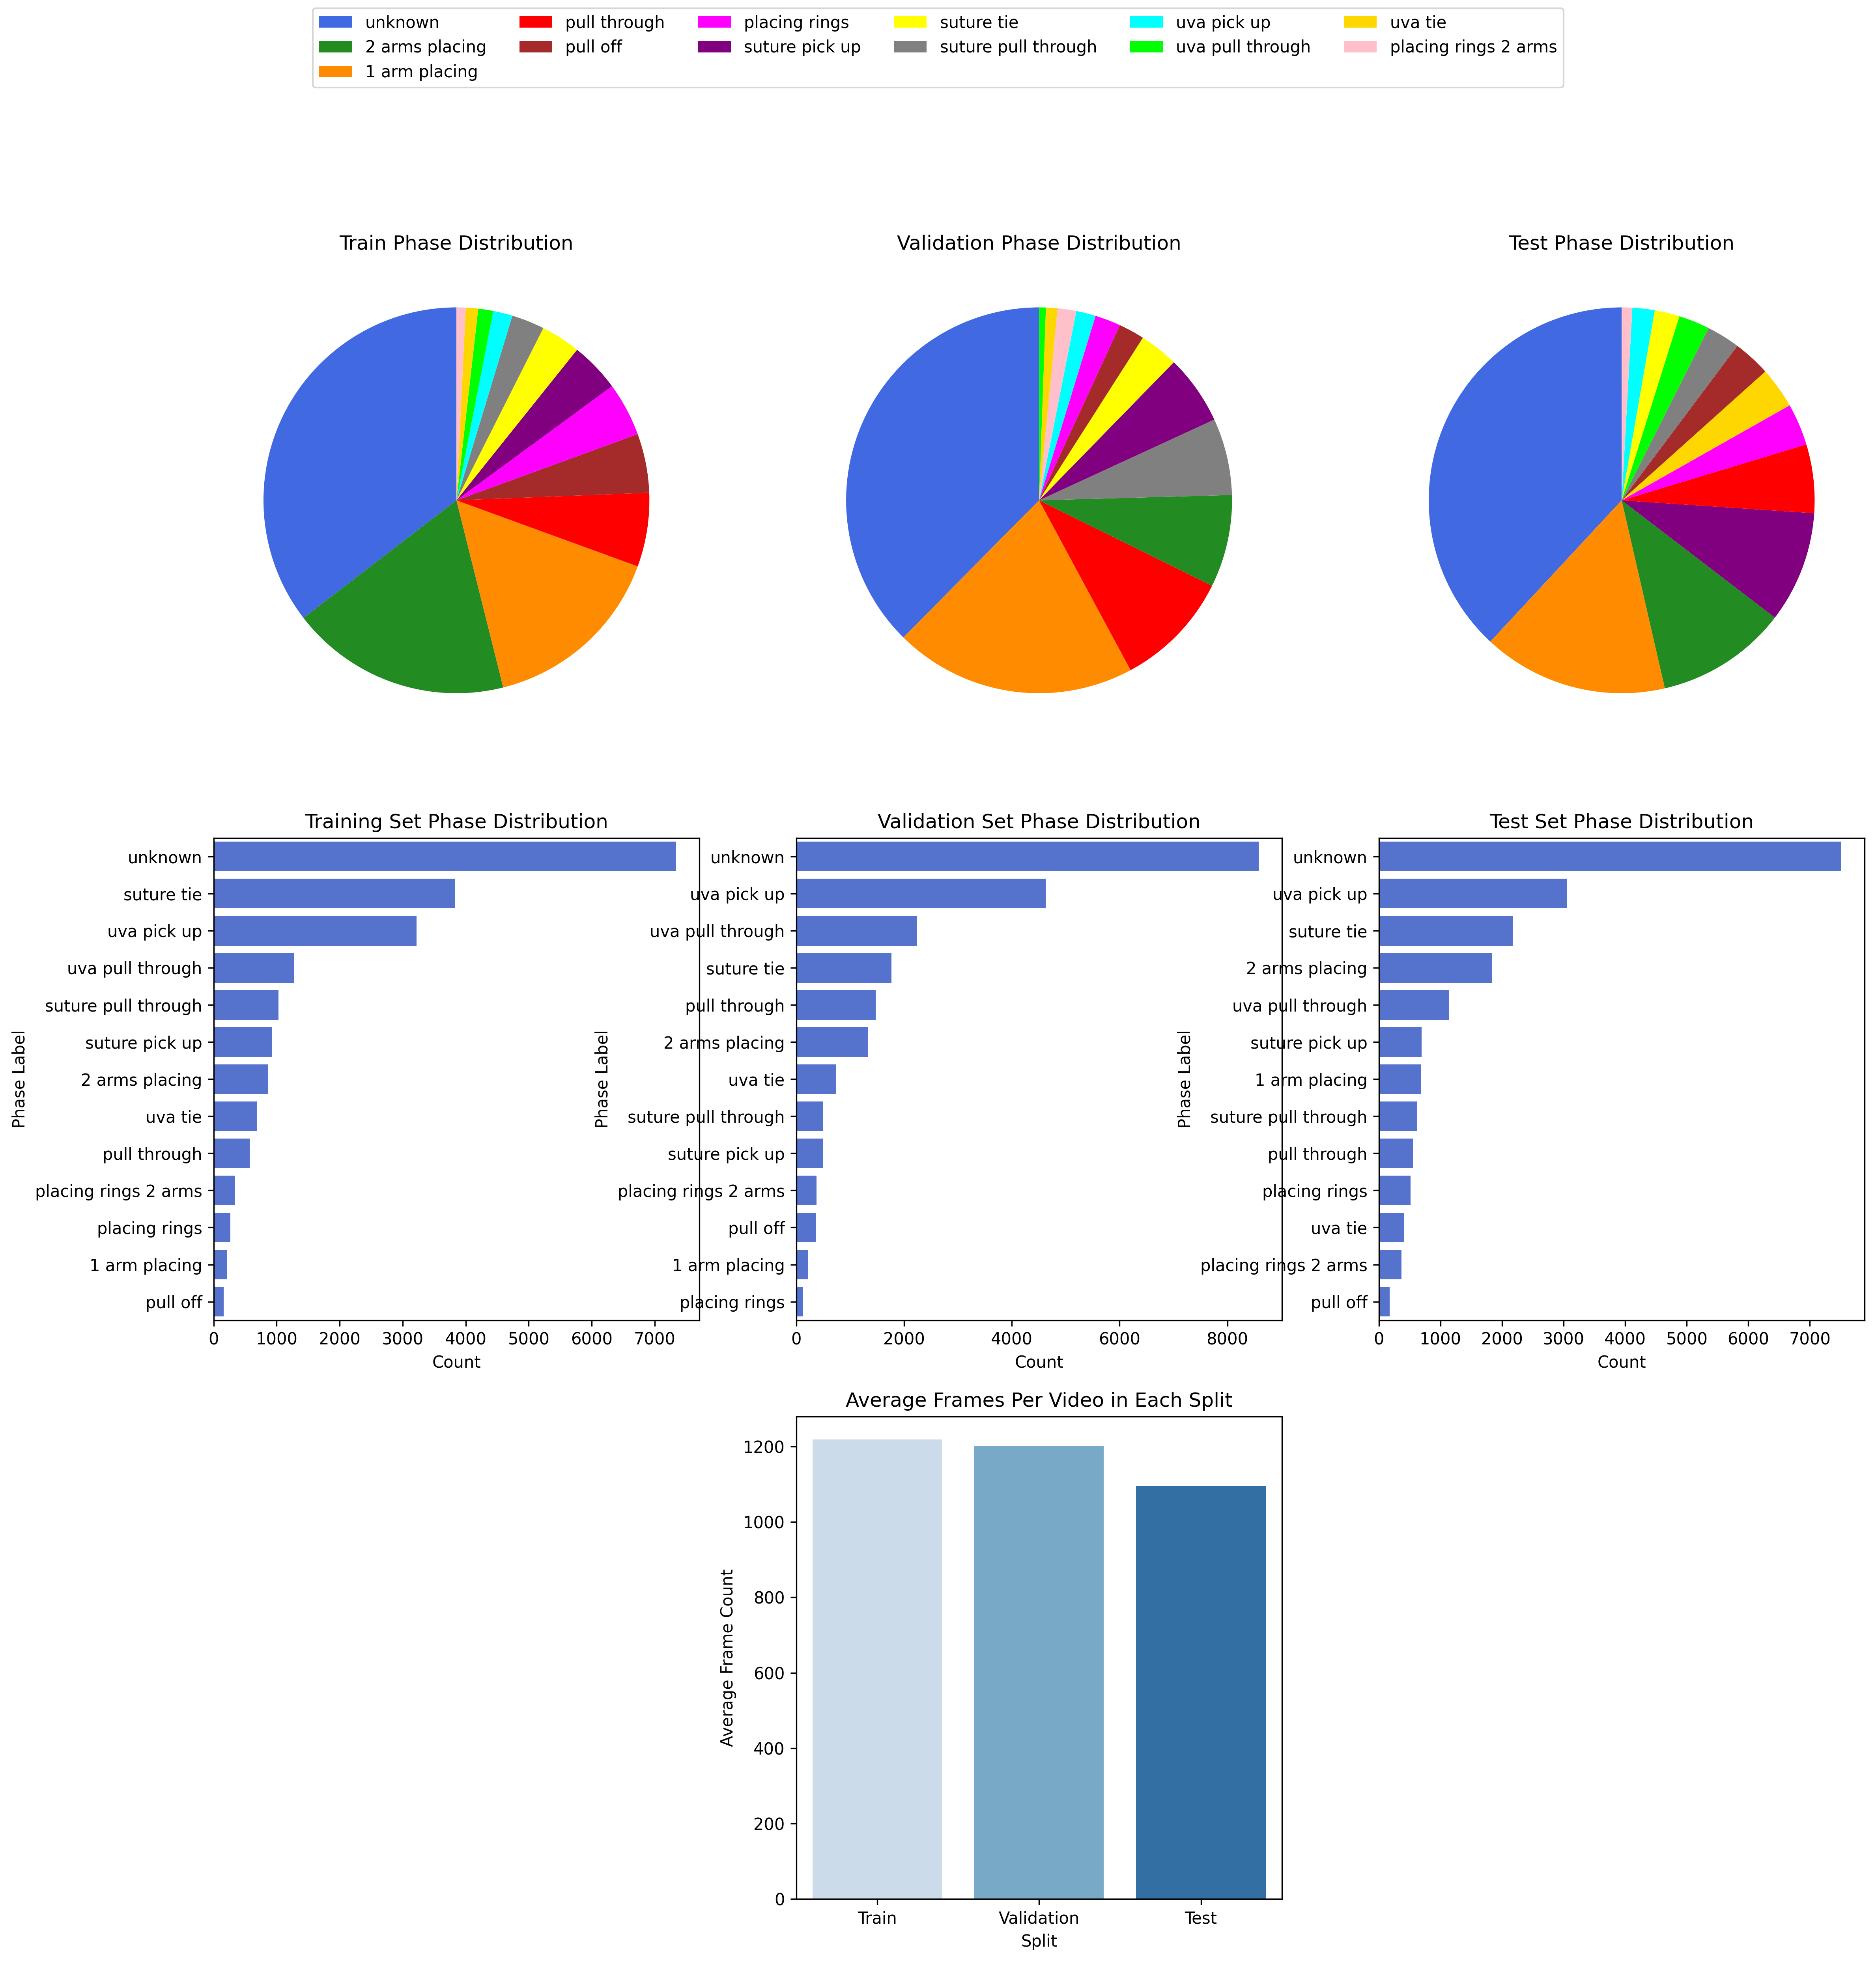 unknown pull through placing rings suture tie uva pick up uva tie
2 arms placing pull off suture pick up suture pull through uva pull through placing rings 2 arms
1 arm placing
Train Phase Distribution
Validation Phase Distribution
Test Phase Distribution
Training Set Phase Distribution
Phase Label
unknown
suture tie
uva pick up
uva pull through
suture pull through
suture pick up
2 arms placing
uva tie
pull through
placing rings 2 arms
placing rings
1 arm placing
pull off
0 1000 2000 3000 4000 5000 6000 7000
Count
Validation Set Phase Distribution
Phase Label
unknown
uva pick up
uva pull through
suture tie
pull through
2 arms placing
uva tie
suture pull through
suture pick up
placing rings 2 arms
pull off
1 arm placing
placing rings
0 2000 4000 6000 8000
Count
Test Set Phase Distribution
Phase Label
unknown
uva pick up
suture tie
2 arms placing
uva pull through
suture pick up
1 arm placing
suture pull through
pull through
placing rings
uva tie
placing rings 2 arms
pull off
0 1000 2000 3000 4000 5000 6000 7000
Count
Average Frames Per Video in Each Split
Average Frame Count
1200
1000
800
600
400
200
0
Train Validation Test
Split